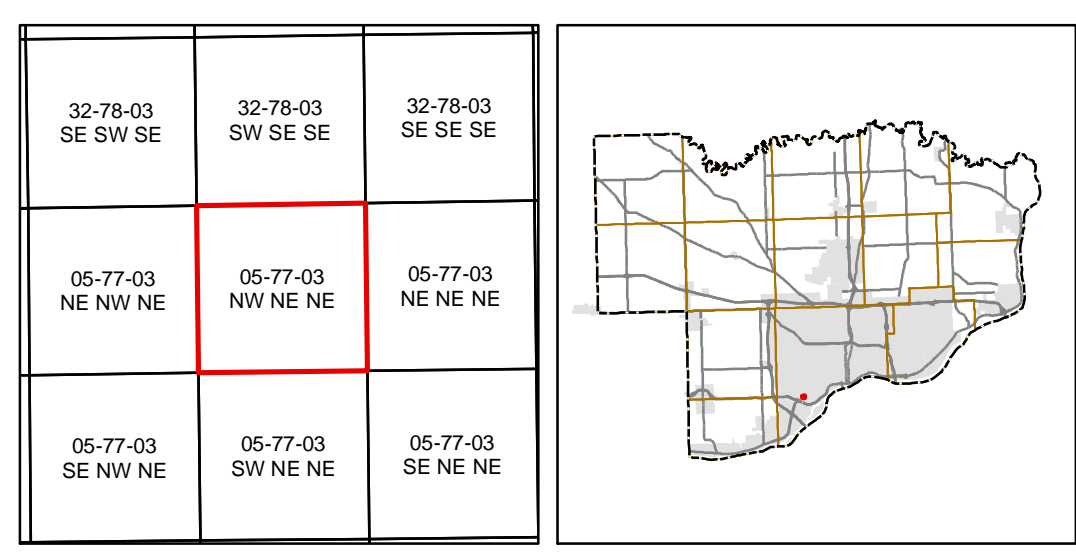 32-78-03
SE SW SE
32-78-03
SW SE SE
32-78-03
SE SE SE
05-77-03
NE NW NE
05-77-03
NW NE NE
05-77-03
NE NE NE
05-77-03
SE NW NE
05-77-03
SW NE NE
05-77-03
SE NE NE